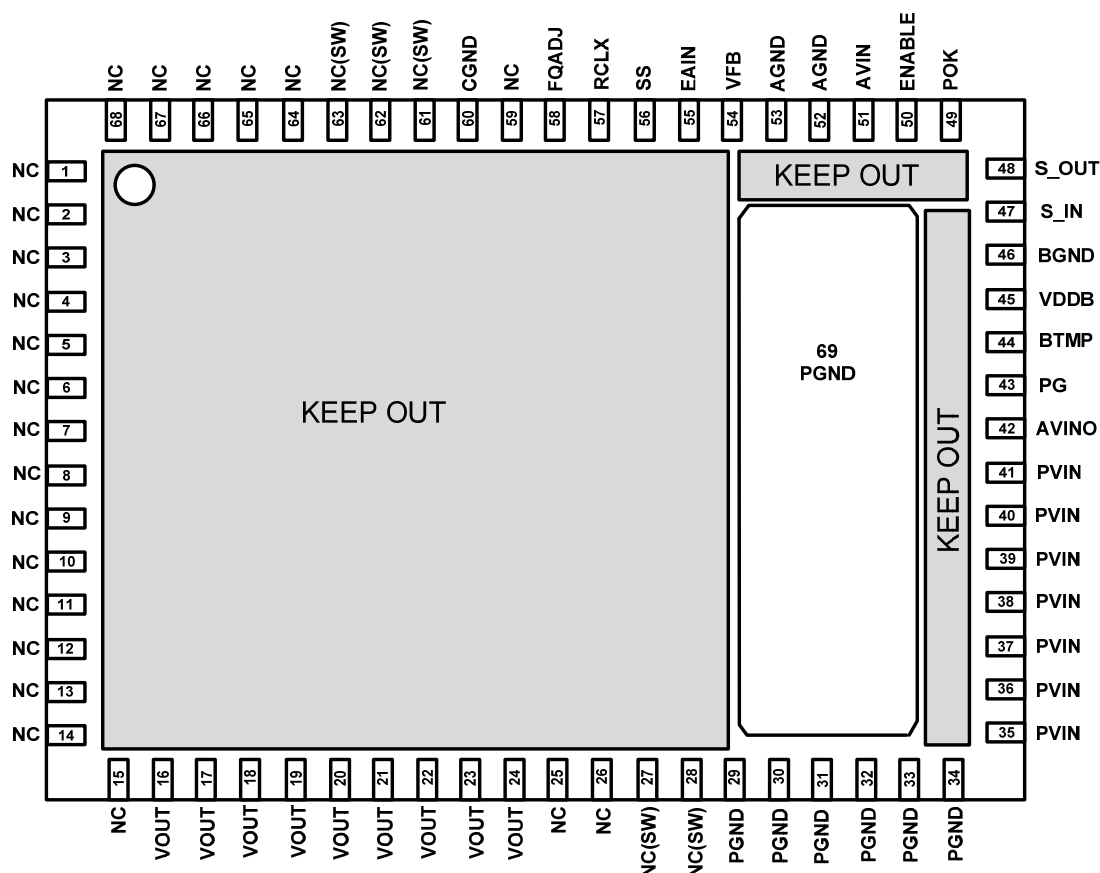 NC NC NC NC NC NC(SW) NC(SW) NC(SW) CGND NC FQADJ RCLX SS EAIN VFB AGND AGND AVIN ENABLE POK
68 67 66 65 64 63 62 61 60 59 58 57 56 55 54 53 52 51 50 49
NC 1
KEEP OUT
48 S_OUT
NC 2
47 S_IN
NC 3
46 BGND
NC 4
45 VDDB
NC 5
44 BTMP
69
PGND
NC 6
43 PG
KEEP OUT
NC 7
42 AVINO
NC 8
41 PVIN
KEEP OUT
NC 9
40 PVIN
NC 10
39 PVIN
NC 11
38 PVIN
NC 12
37 PVIN
NC 13
36 PVIN
NC 14
35 PVIN
15 16 17 18 19 20 21 22 23 24 25 26 27 28 29 30 31 32 33 34
NC VOUT VOUT VOUT VOUT VOUT VOUT VOUT VOUT VOUT NC NC NC(SW) NC(SW) PGND PGND PGND PGND PGND PGND